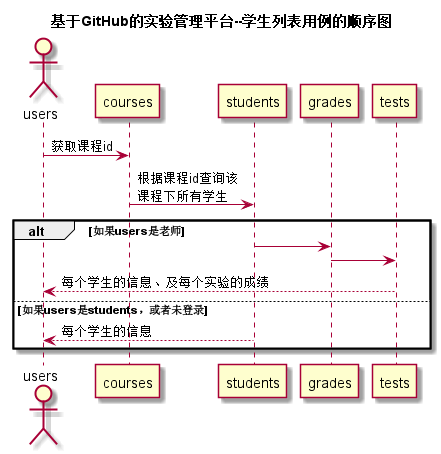 基于GitHub的实验管理平台--学生列表用例的顺序图
users
courses
students
grades
tests
获取课程id
根据课程id查询该
课程下所有学生
alt
[如果users是老师]
每个学生的信息、及每个实验的成绩
[如果users是students，或者未登录]
每个学生的信息
users
courses
students
grades
tests